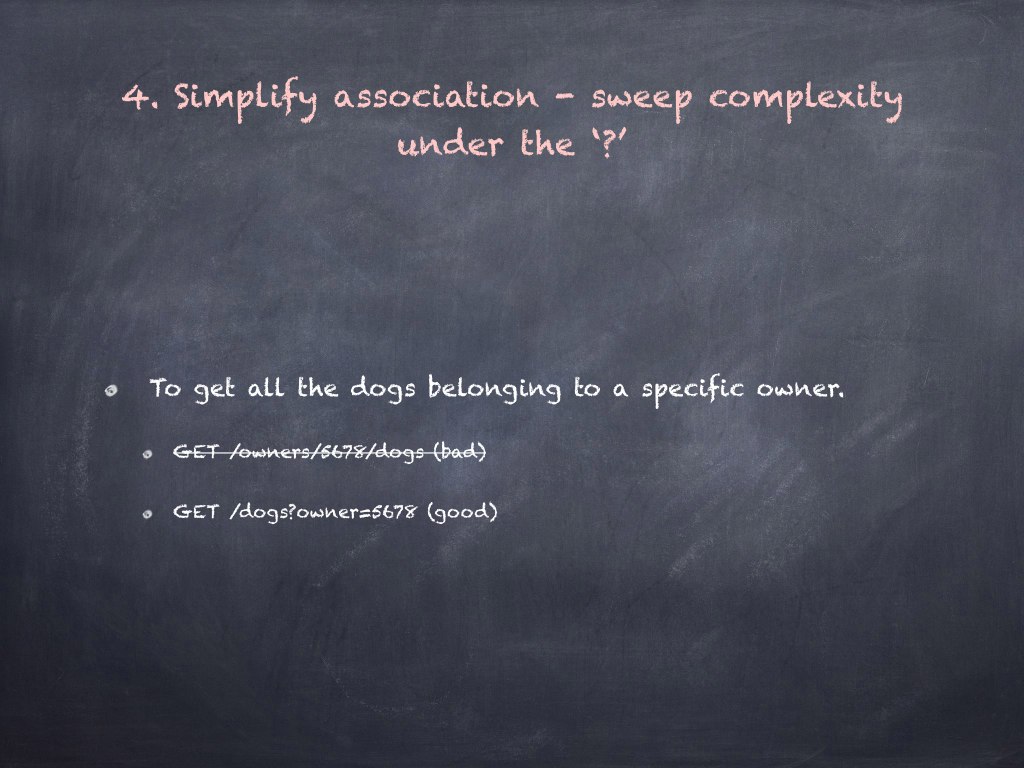 4. Simplify association - sweep complexity
under the '?'
To get all the dogs belonging to a specific owner.
GET /owners/5678/dogs (bad)
GET /dogs?owner=5678 (good)